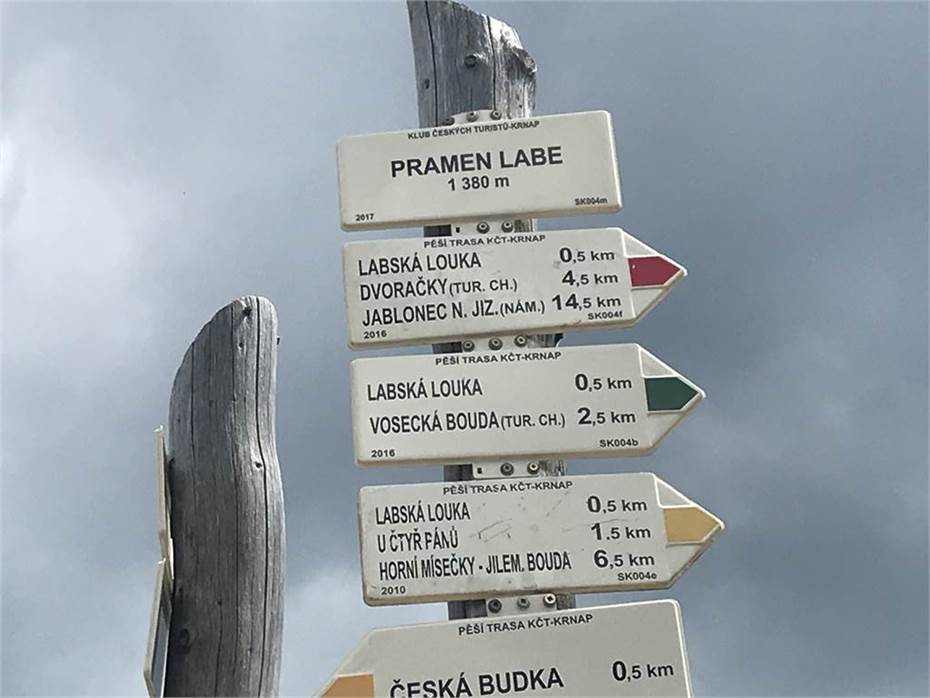 KLUB ČESKÝCH TURISTŮ-KRNAP
PRAMEN LABE
1 380 m
2017 SK004m
PĚŠÍ TRASA KČT-KRNAP
LABSKÁ LOUKA 0,5 km
DVORAČKY (TUR. CH.) 4,5 km
JABLONEC N. JIZ. (NÁM.) 14,5 km
2016 SK004f
PĚŠÍ TRASA KČT-KRNAP
LABSKÁ LOUKA 0,5 km
VOSECKÁ BOUDA (TUR. CH.) 2,5 km
2016 SK004b
PĚŠÍ TRASA KČT-KRNAP
LABSKÁ LOUKA 0,5 km
U ČTYŘ PÁNŮ 1.5 km
HORNÍ MÍSEČKY - JILEM. BOUDA 6,5 km
2010 SK004e
PĚŠÍ TRASA KČT-KRNAP
ČESKÁ BUDKA 0,5 km